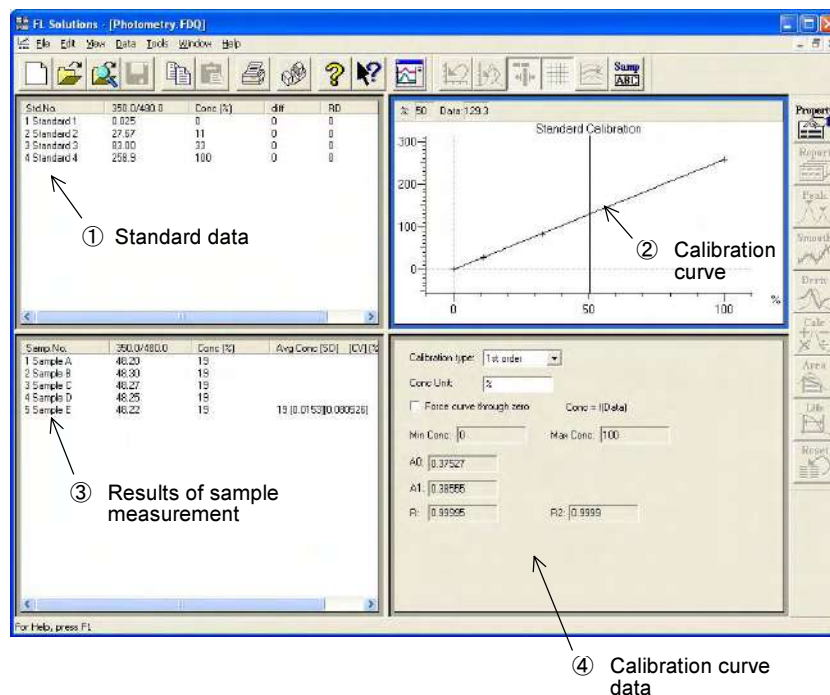 FL Solutions - [Photometry.FDQ]
File Edit View Data Tools Window Help
Samp
ABC
Std.No. 350.0/480.0 Conc (%) diff RD
1 Standard 1 0.025 0 0 0
2 Standard 2 27.57 11 0 0
3 Standard 3 83.00 33 0 0
4 Standard 4 258.9 100 0 0
① Standard data
%: 50 Data:129.3
Standard Calibration
300
200
100
0
0 50 100 %
② Calibration
curve
Property
Report
Peak
Smooth
Deriv
Calc
Area
Life
Reset
Samp.No. 350.0/480.0 Conc (%) Avg.Conc [SD] [CV] (%
1 Sample A 48.20 19
2 Sample B 48.30 19
3 Sample C 48.27 19
4 Sample D 48.25 19
5 Sample E 48.22 19 19 [0.0153][0.080526]
③ Results of sample
measurement
Calibration type: 1st order
Conc Unit: %
Force curve through zero Conc = f(Data)
Min Conc: 0 Max Conc: 100
A0: 0.37527
A1: 0.38555
R: 0.99995 R2: 0.9999
For Help, press F1
④ Calibration curve
data